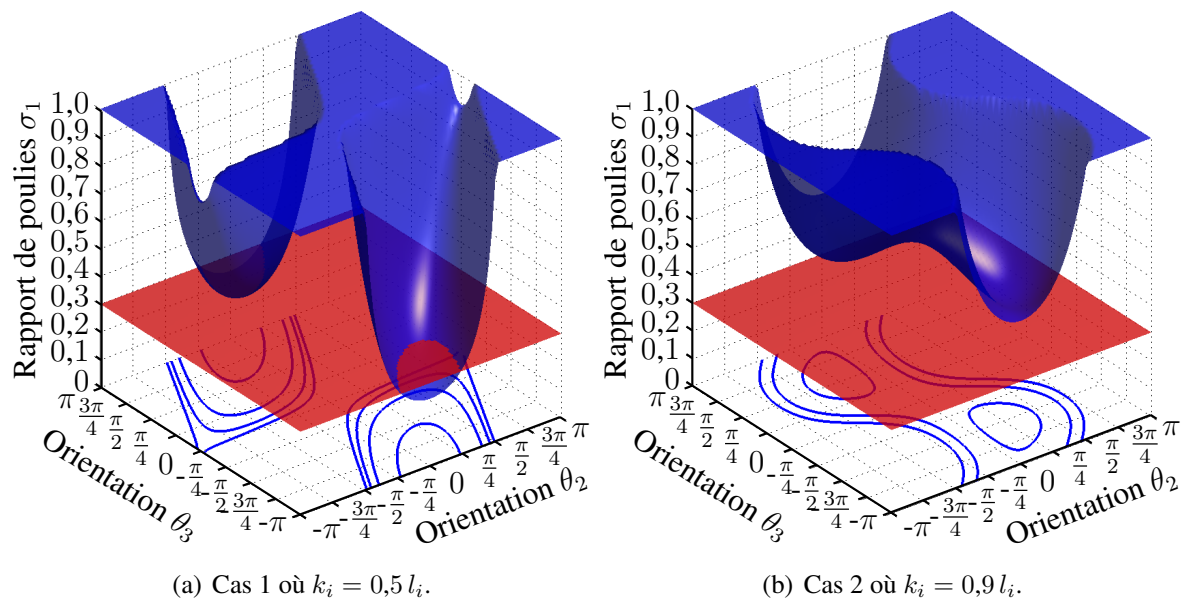 Rapport de poulies σ₁
1,0
0,9
0,8
0,7
0,6
0,5
0,4
0,3
0,2
0,1
0
π
3π/4
π/2
π/4
0
-π/4
-π/2
-3π/4
-π
Orientation θ₃
-π
-3π/4
-π/2
-π/4
0
π/4
π/2
3π/4
π
Orientation θ₂
(a) Cas 1 où kᵢ = 0,5 lᵢ.
Rapport de poulies σ₁
1,0
0,9
0,8
0,7
0,6
0,5
0,4
0,3
0,2
0,1
0
π
3π/4
π/2
π/4
0
-π/4
-π/2
-3π/4
-π
Orientation θ₃
-π
-3π/4
-π/2
-π/4
0
π/4
π/2
3π/4
π
Orientation θ₂
(b) Cas 2 où kᵢ = 0,9 lᵢ.